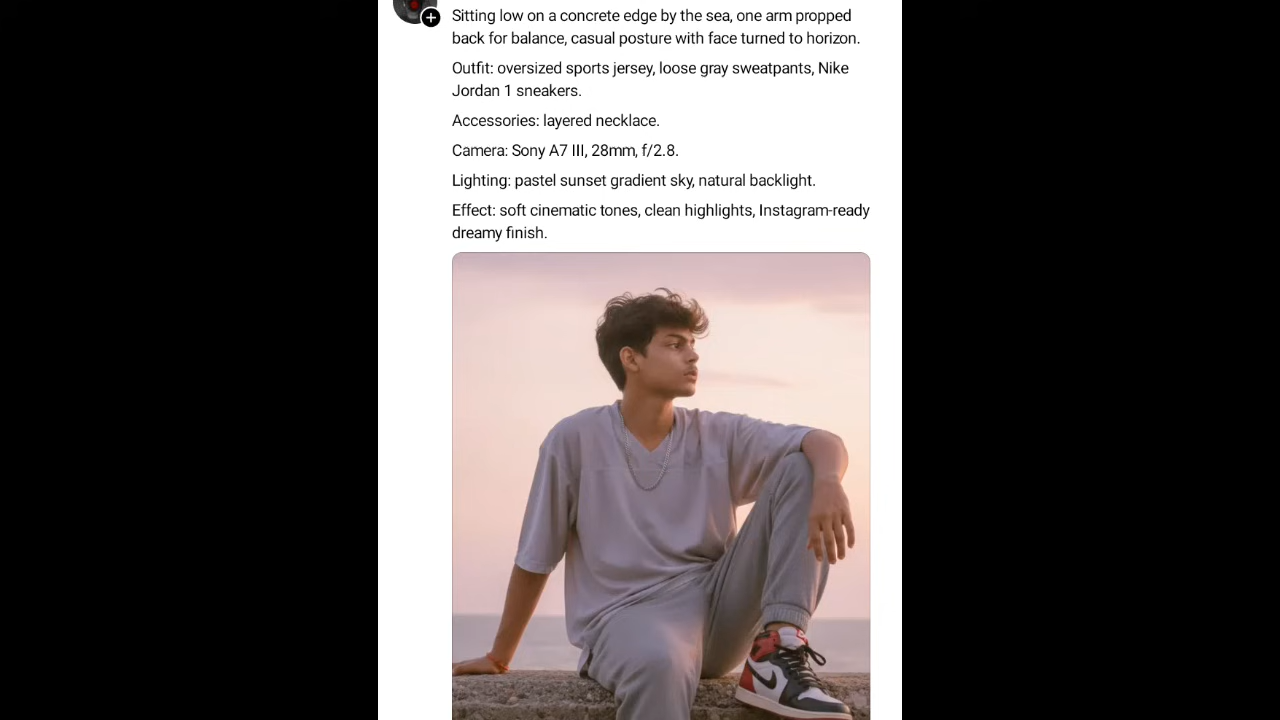 Sitting low on a concrete edge by the sea, one arm propped
back for balance, casual posture with face turned to horizon.
Outfit: oversized sports jersey, loose gray sweatpants, Nike
Jordan 1 sneakers.
Accessories: layered necklace.
Camera: Sony A7 III, 28mm, f/2.8.
Lighting: pastel sunset gradient sky, natural backlight.
Effect: soft cinematic tones, clean highlights, Instagram-ready
dreamy finish.